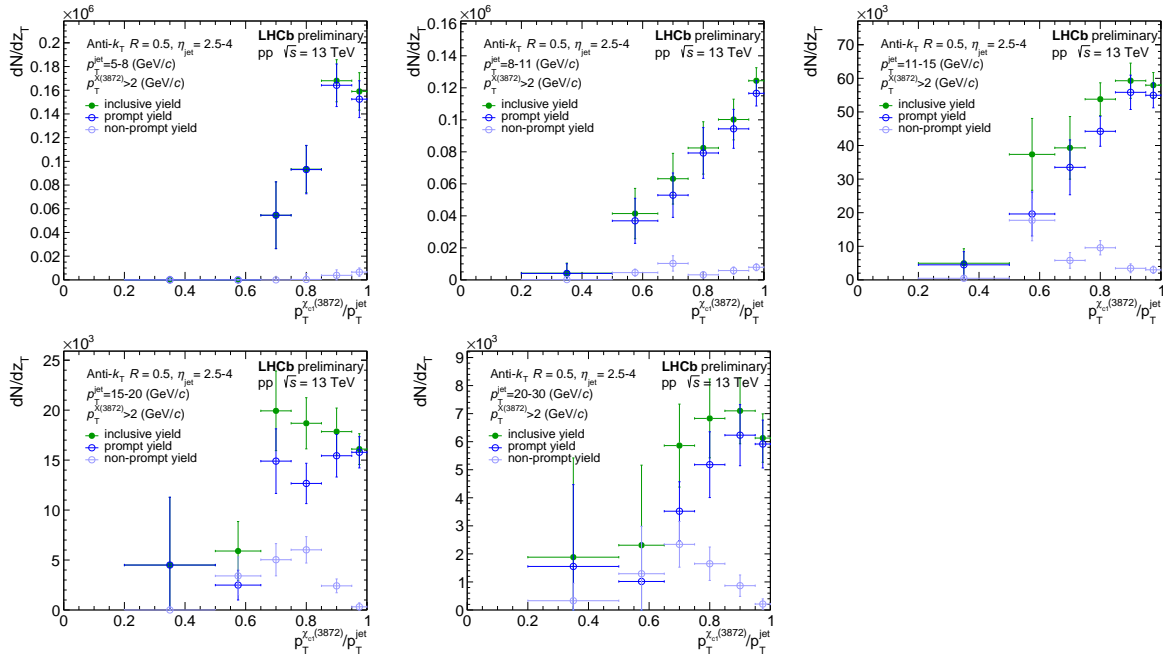 ×10⁶
dN/dz_T
LHCb preliminary
pp √s = 13 TeV
Anti-k_T R = 0.5, η_jet = 2.5-4
p_T^jet=5-8 (GeV/c)
p_T^X(3872)>2 (GeV/c)
inclusive yield
prompt yield
non-prompt yield
0.2
0.18
0.16
0.14
0.12
0.1
0.08
0.06
0.04
0.02
0
0 0.2 0.4 0.6 0.8 1
p_T^χc1(3872)/p_T^jet
×10⁶
dN/dz_T
LHCb preliminary
pp √s = 13 TeV
Anti-k_T R = 0.5, η_jet = 2.5-4
p_T^jet=8-11 (GeV/c)
p_T^X(3872)>2 (GeV/c)
inclusive yield
prompt yield
non-prompt yield
0.16
0.14
0.12
0.1
0.08
0.06
0.04
0.02
0
0 0.2 0.4 0.6 0.8 1
p_T^χc1(3872)/p_T^jet
×10³
dN/dz_T
LHCb preliminary
pp √s = 13 TeV
Anti-k_T R = 0.5, η_jet = 2.5-4
p_T^jet=11-15 (GeV/c)
p_T^X(3872)>2 (GeV/c)
inclusive yield
prompt yield
non-prompt yield
70
60
50
40
30
20
10
0
0 0.2 0.4 0.6 0.8 1
p_T^χc1(3872)/p_T^jet
×10³
dN/dz_T
LHCb preliminary
pp √s = 13 TeV
Anti-k_T R = 0.5, η_jet = 2.5-4
p_T^jet=15-20 (GeV/c)
p_T^X(3872)>2 (GeV/c)
inclusive yield
prompt yield
non-prompt yield
25
20
15
10
5
0
0 0.2 0.4 0.6 0.8 1
p_T^χc1(3872)/p_T^jet
×10³
dN/dz_T
LHCb preliminary
pp √s = 13 TeV
Anti-k_T R = 0.5, η_jet = 2.5-4
p_T^jet=20-30 (GeV/c)
p_T^X(3872)>2 (GeV/c)
inclusive yield
prompt yield
non-prompt yield
9
8
7
6
5
4
3
2
1
0
0 0.2 0.4 0.6 0.8 1
p_T^χc1(3872)/p_T^jet